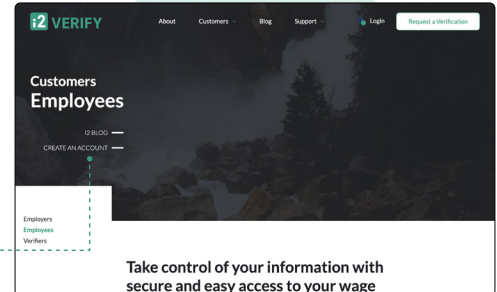 i2 VERIFY
About
Customers
Blog
Support
Login
Request a Verification
Customers
Employees
I2 BLOG
CREATE AN ACCOUNT
Employers
Employees
Verifiers
Take control of your information with
secure and easy access to your wage